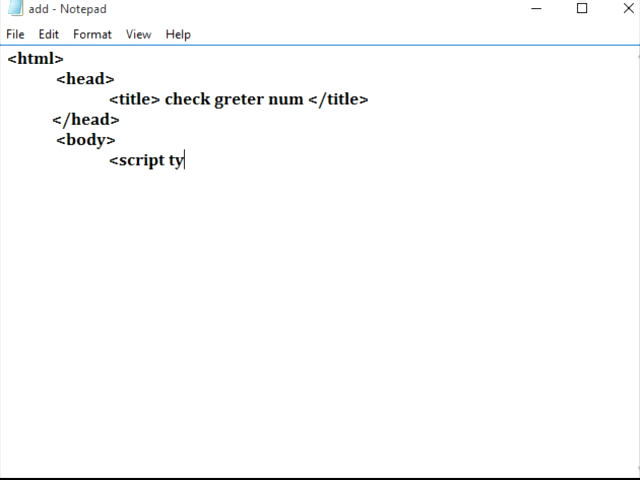 add - Notepad
File Edit Format View Help
<html>
<head>
<title> check greter num </title>
</head>
<body>
<script ty